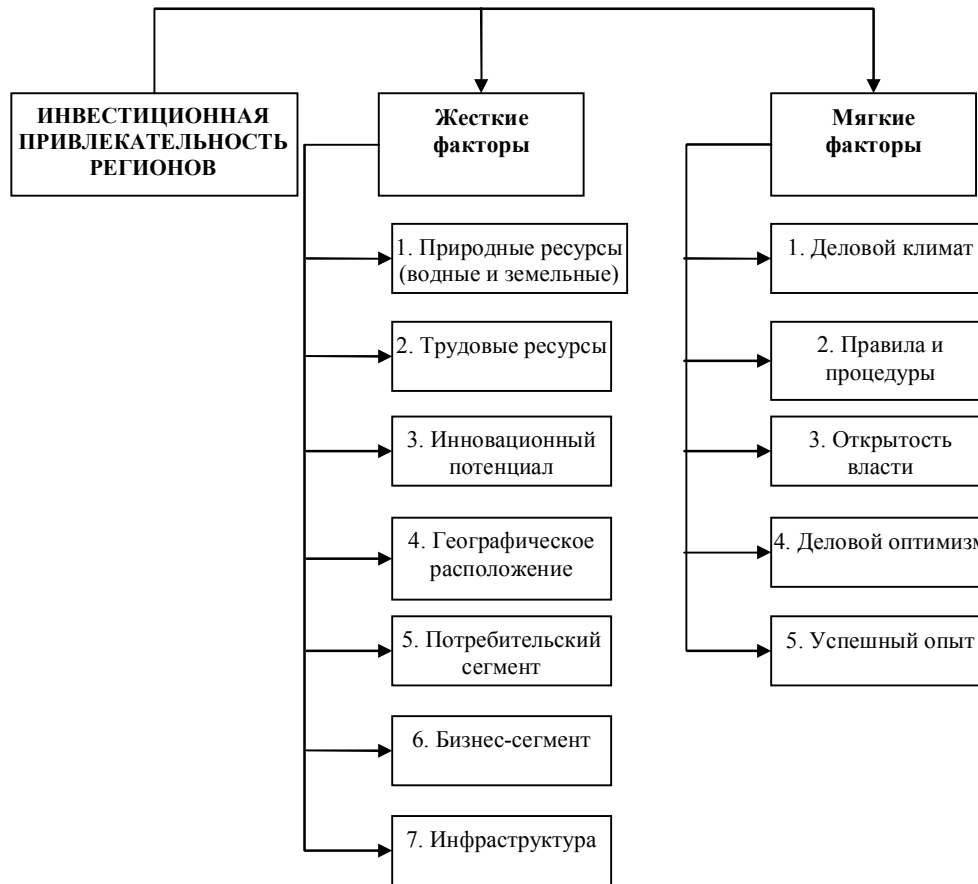 ИНВЕСТИЦИОННАЯ
ПРИВЛЕКАТЕЛЬНОСТЬ
РЕГИОНОВ
Жесткие
факторы
1. Природные ресурсы
(водные и земельные)
2. Трудовые ресурсы
3. Инновационный
потенциал
4. Географическое
расположение
5. Потребительский
сегмент
6. Бизнес-сегмент
7. Инфраструктура
Мягкие
факторы
1. Деловой климат
2. Правила и
процедуры
3. Открытость
власти
4. Деловой оптимизм
5. Успешный опыт